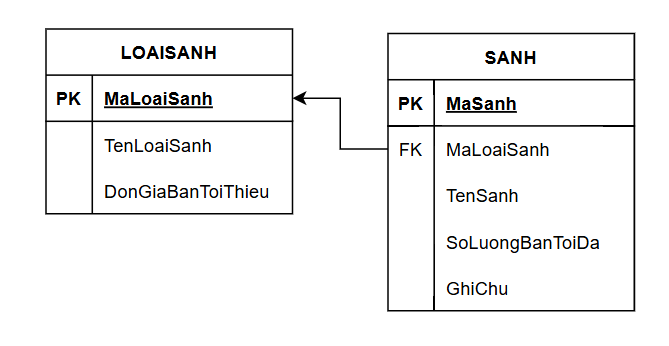 LOAISANH
PK MaLoaiSanh
TenLoaiSanh
DonGiaBanToiThieu
SANH
PK MaSanh
FK MaLoaiSanh
TenSanh
SoLuongBanToiDa
GhiChu